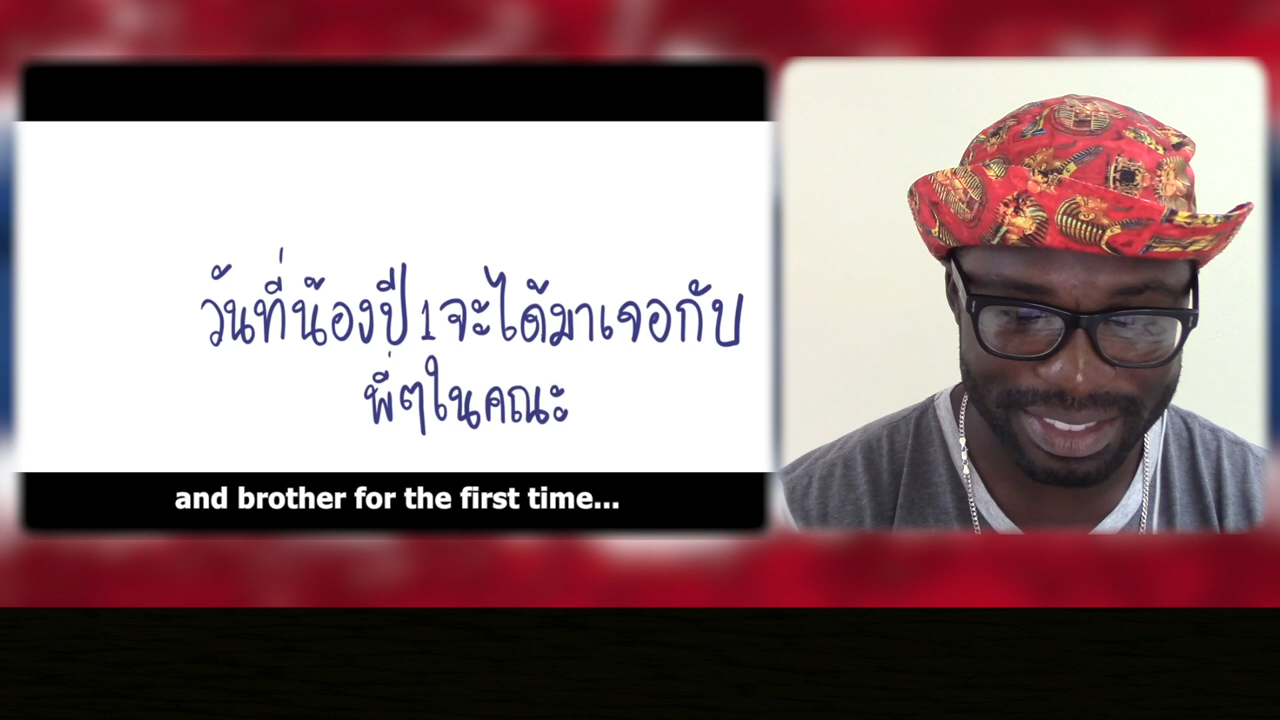 วันที่น้องปี 1 จะได้มาเจอกับ
พี่ๆในคณะ
and brother for the first time...